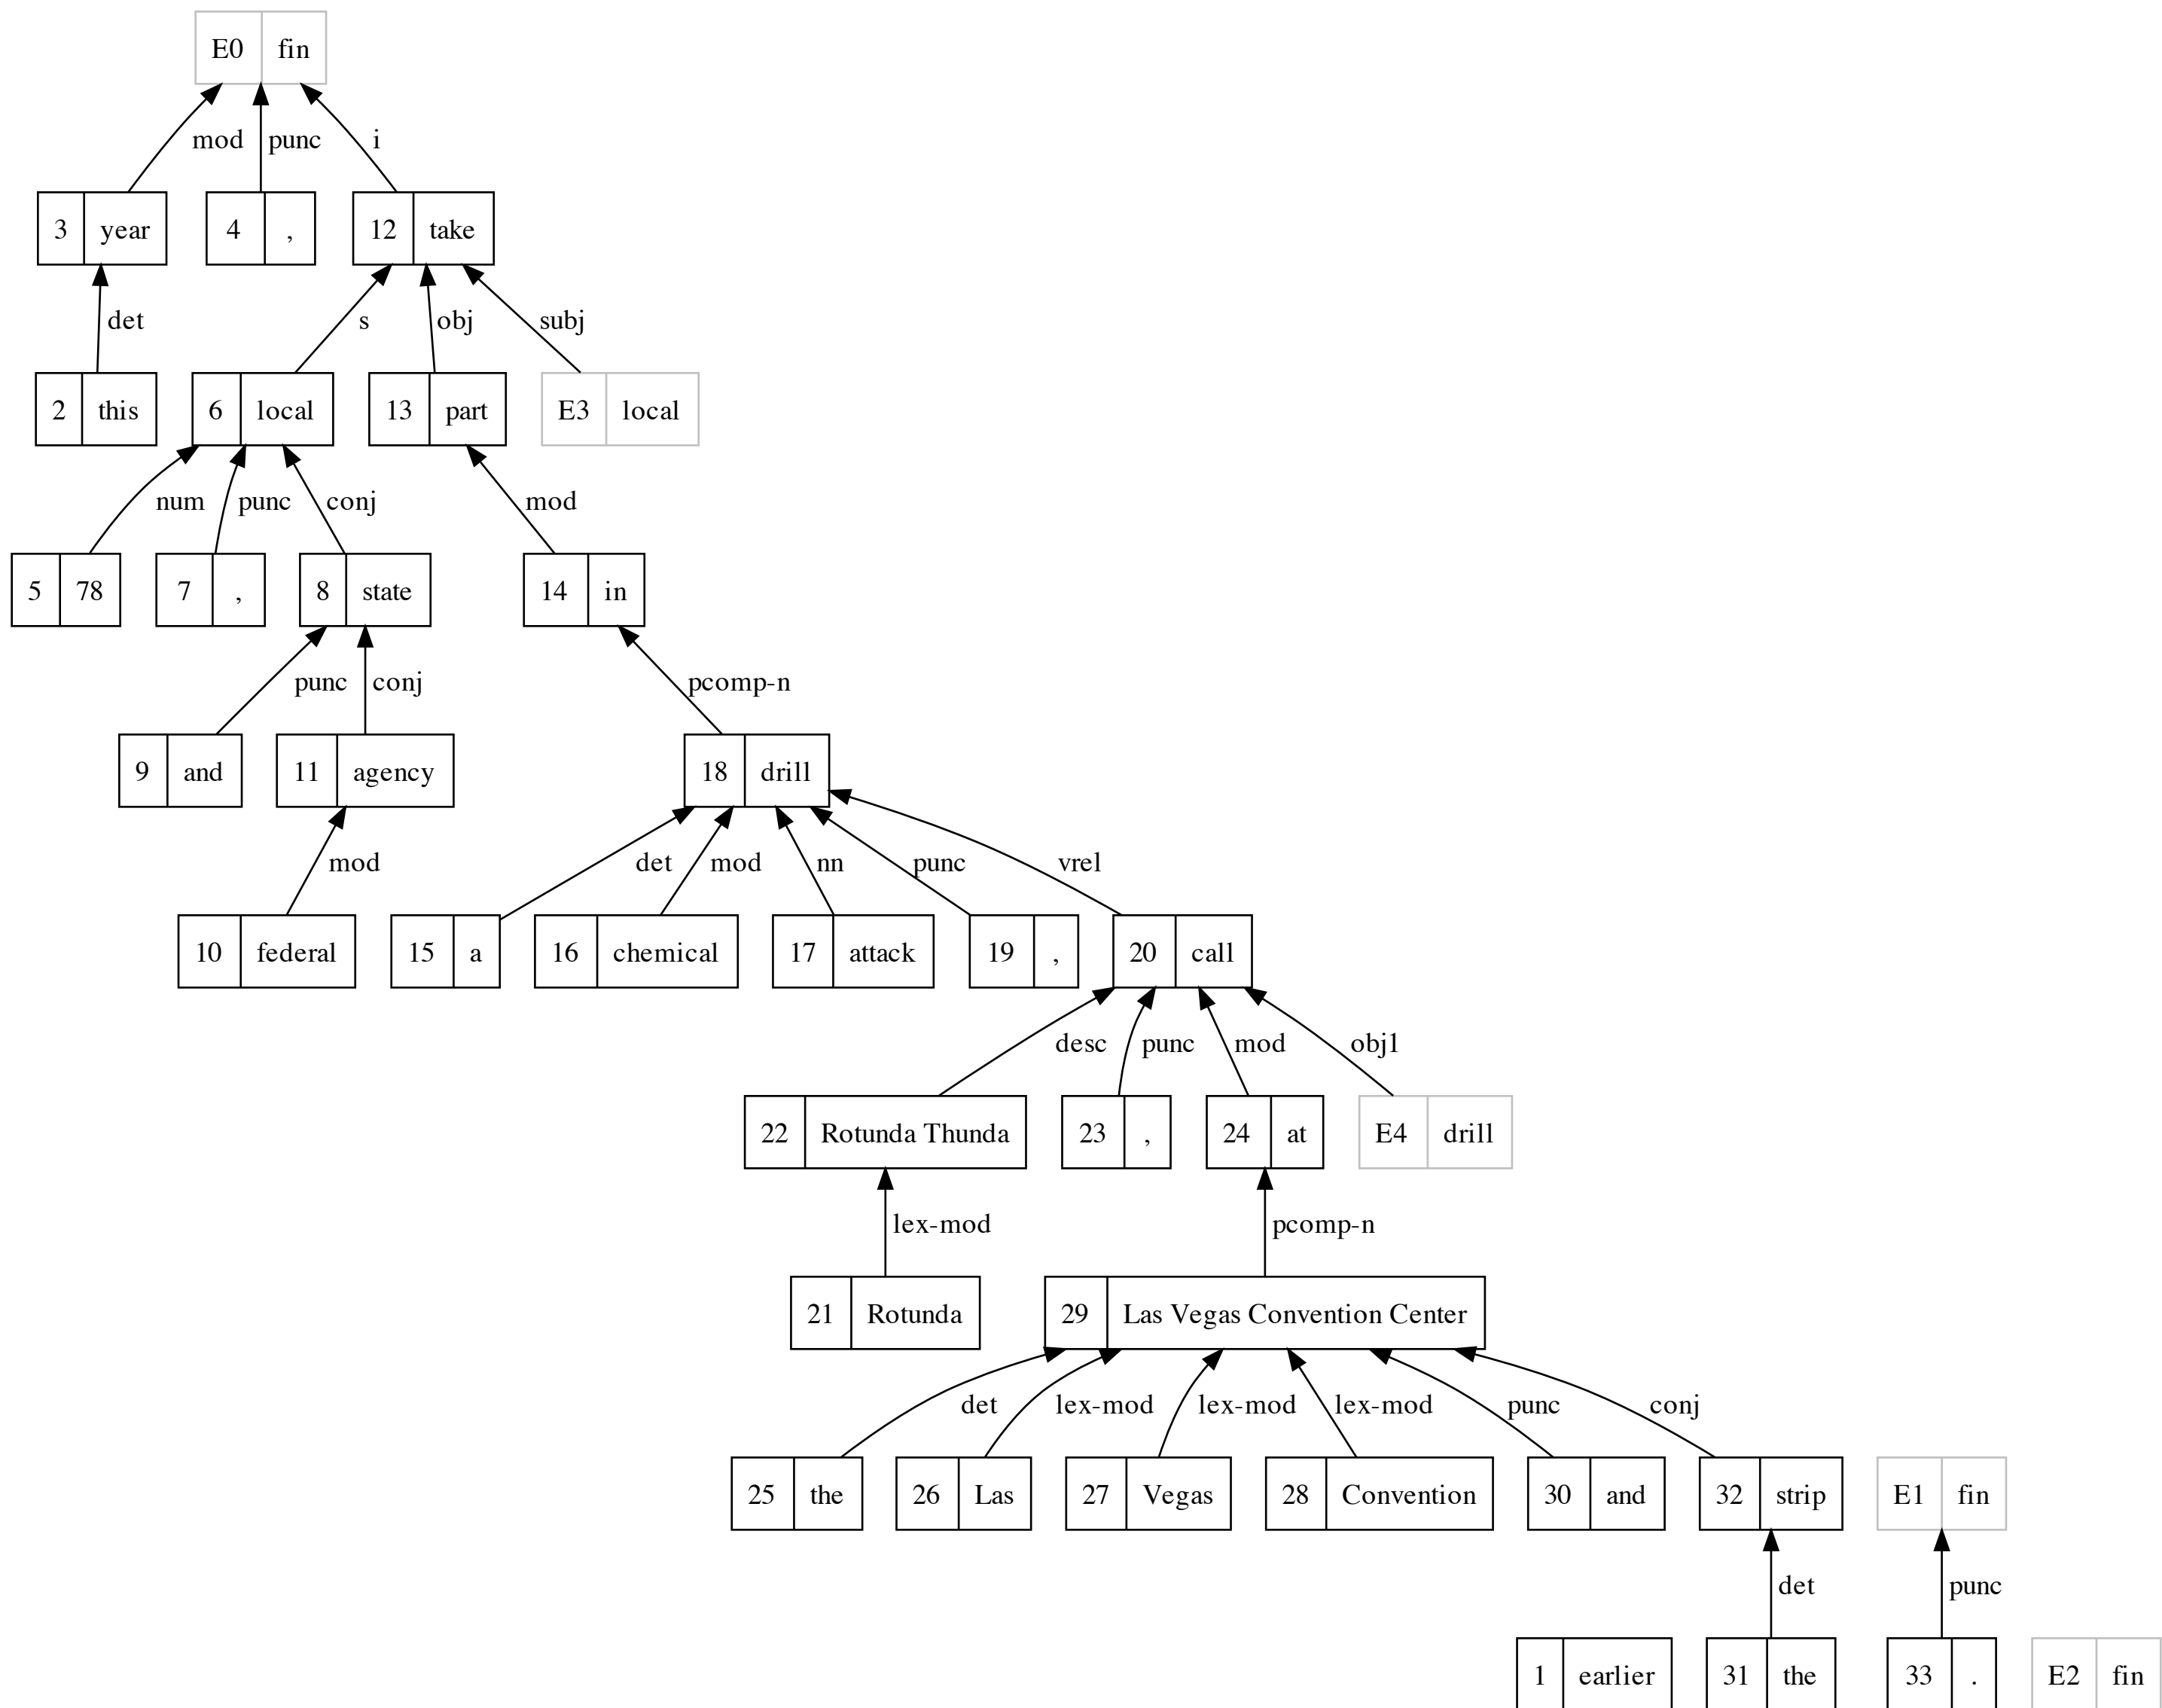 E0 fin
mod punc i
3 year 4 , 12 take
det s obj subj
2 this 6 local 13 part E3 local
num punc conj mod
5 78 7 , 8 state 14 in
punc conj pcomp-n
9 and 11 agency 18 drill
mod det mod nn punc vrel
10 federal 15 a 16 chemical 17 attack 19 , 20 call
desc punc mod obj1
22 Rotunda Thunda 23 , 24 at E4 drill
lex-mod pcomp-n
21 Rotunda 29 Las Vegas Convention Center
det lex-mod lex-mod lex-mod punc conj
25 the 26 Las 27 Vegas 28 Convention 30 and 32 strip E1 fin
det punc
1 earlier 31 the 33 . E2 fin